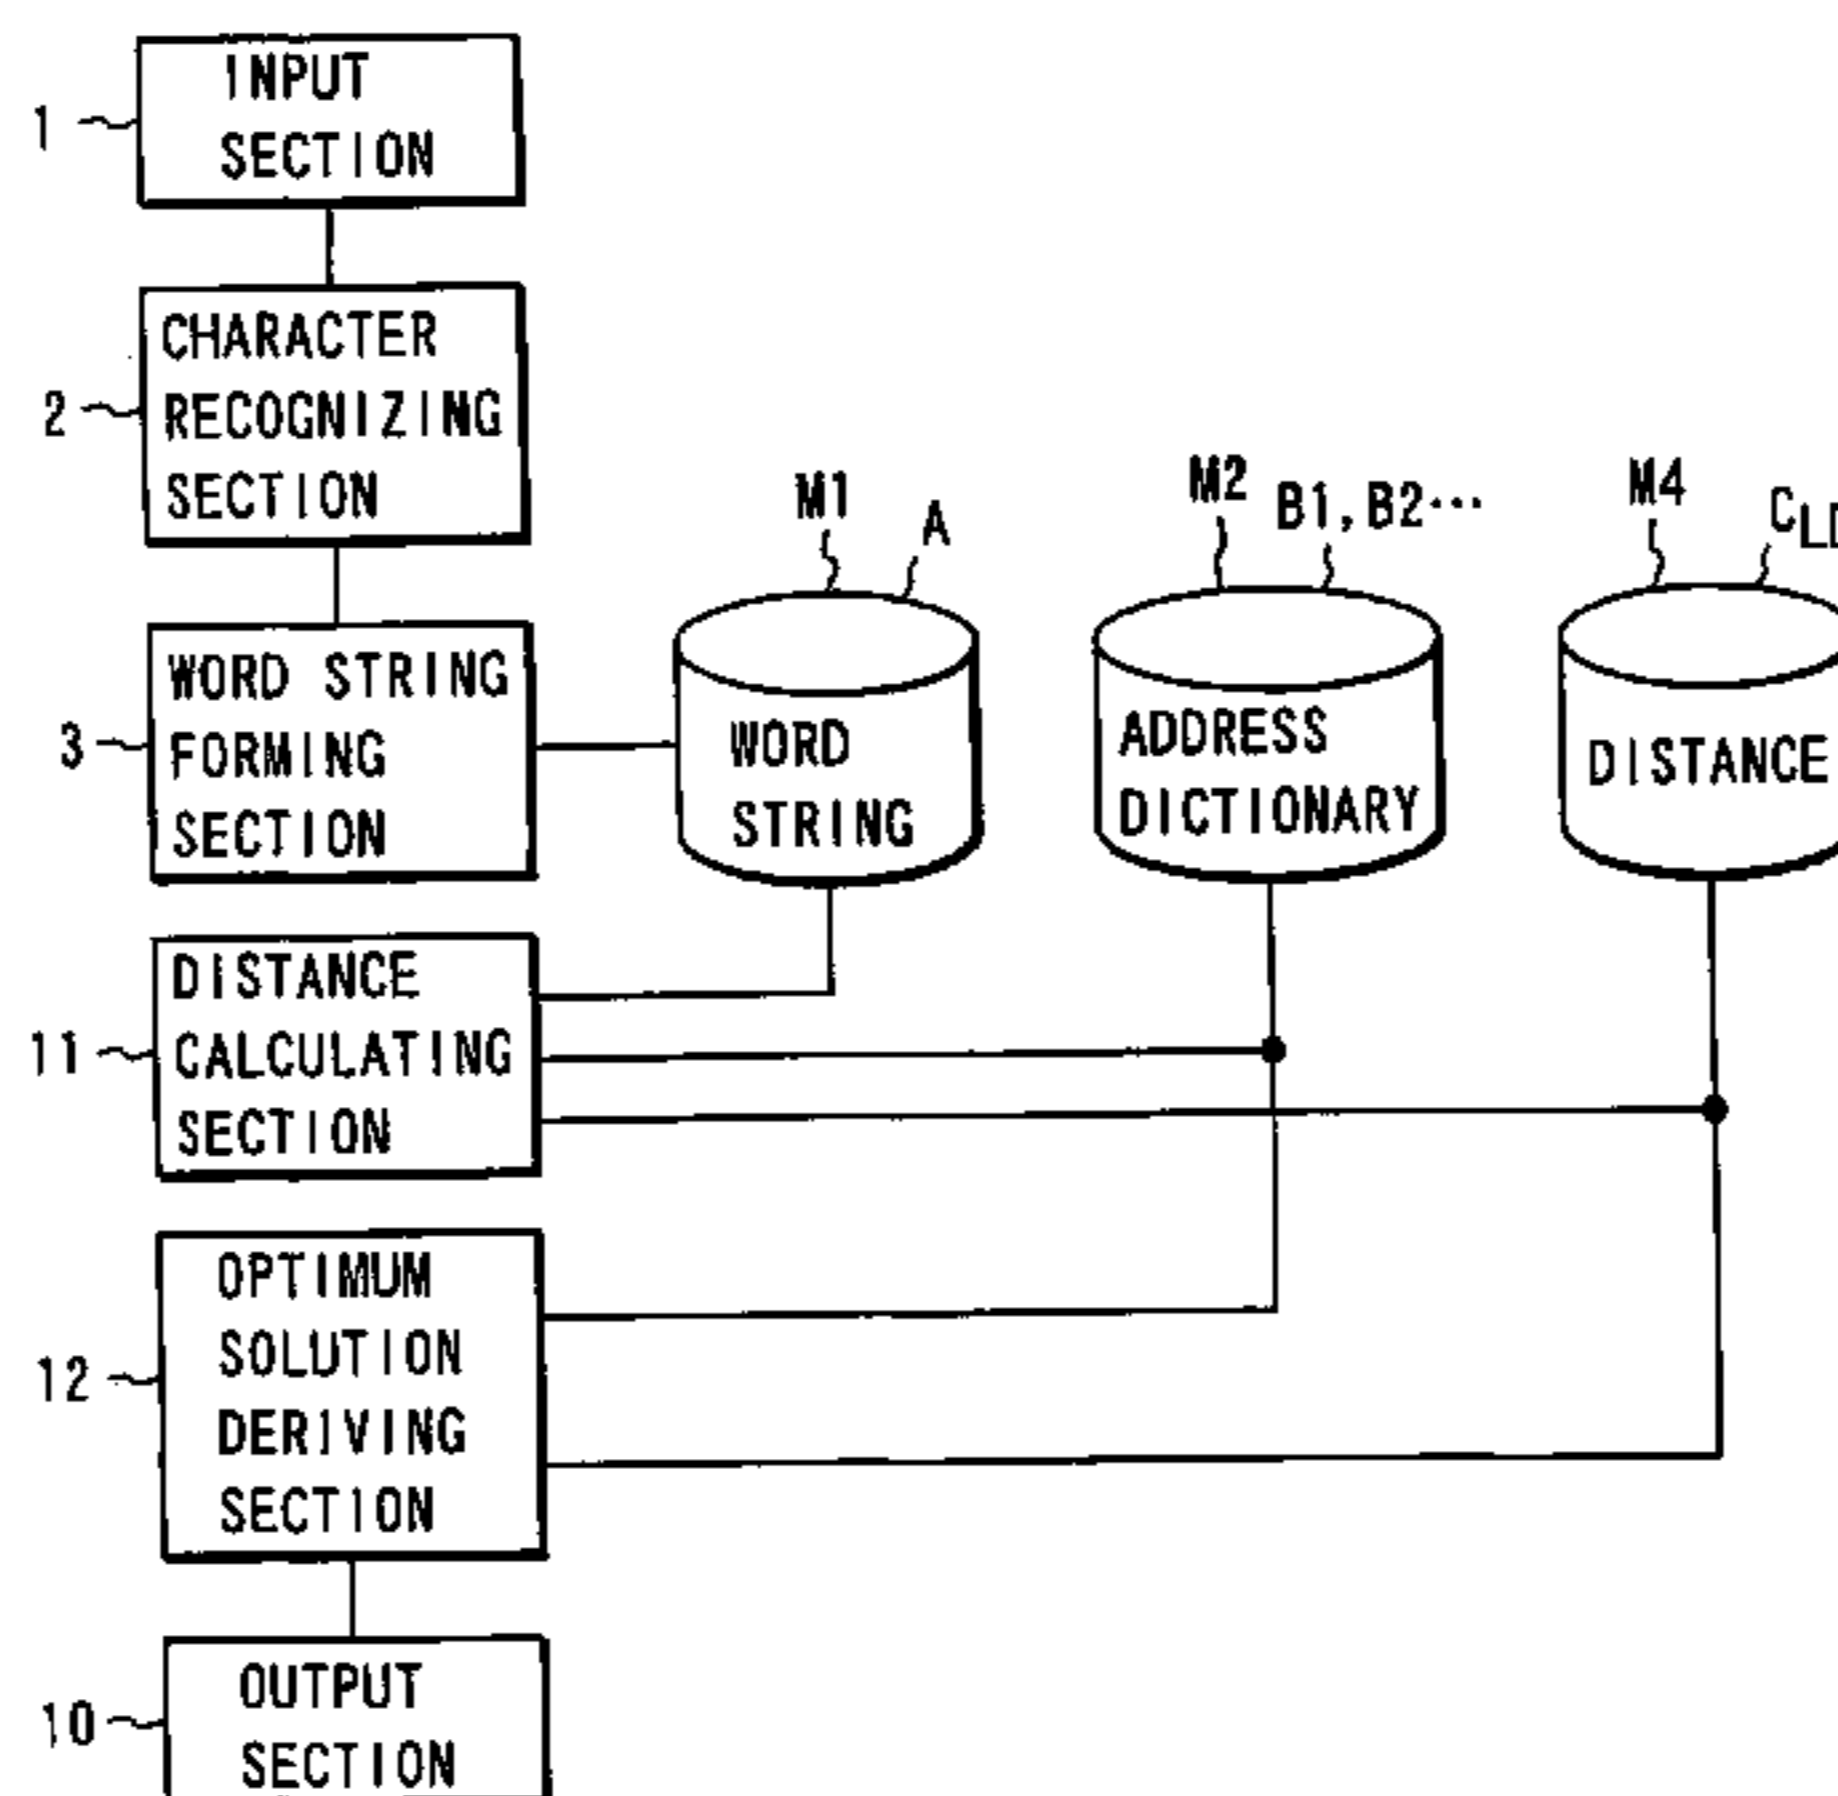 INPUT
SECTION
1
CHARACTER
RECOGNIZING
SECTION
2
WORD STRING
FORMING
SECTION
3
M1
A
WORD
STRING
M2
B1, B2···
ADDRESS
DICTIONARY
M4
DISTANCE
DISTANCE
CALCULATING
SECTION
11
OPTIMUM
SOLUTION
DERIVING
SECTION
12
OUTPUT
SECTION
10